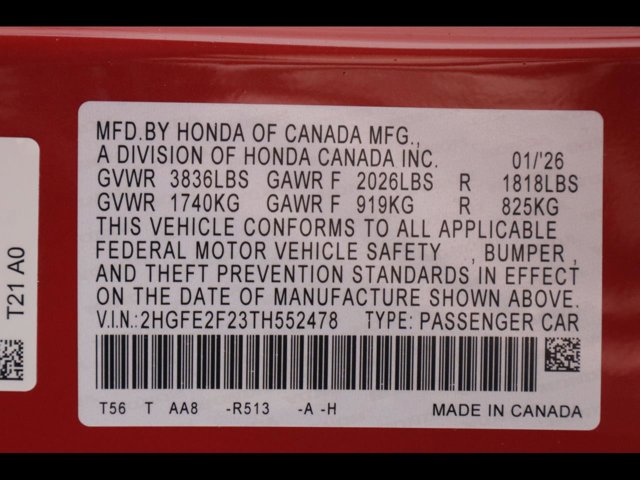 MFD.BY HONDA OF CANADA MFG.,
A DIVISION OF HONDA CANADA INC. 01/'26
GVWR 3836LBS GAWR F 2026LBS R 1818LBS
GVWR 1740KG GAWR F 919KG R 825KG
THIS VEHICLE CONFORMS TO ALL APPLICABLE
FEDERAL MOTOR VEHICLE SAFETY , BUMPER ,
AND THEFT PREVENTION STANDARDS IN EFFECT
ON THE DATE OF MANUFACTURE SHOWN ABOVE.
V.I.N.:2HGFE2F23TH552478 TYPE: PASSENGER CAR
T56 T AA8 -R513 -A -H MADE IN CANADA
T21 A0